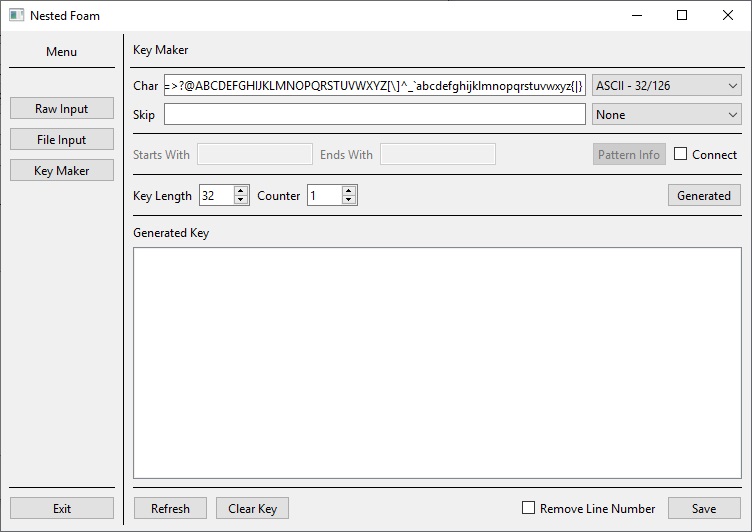 Nested Foam
Menu
Key Maker
Char =>?@ABCDEFGHIJKLMNOPQRSTUVWXYZ[\]^_`abcdefghijklmnopqrstuvwxyz{|} ASCII - 32/126
Raw Input
Skip None
File Input
Starts With Ends With Pattern Info Connect
Key Maker
Key Length 32 Counter 1 Generated
Generated Key
Exit Refresh Clear Key Remove Line Number Save